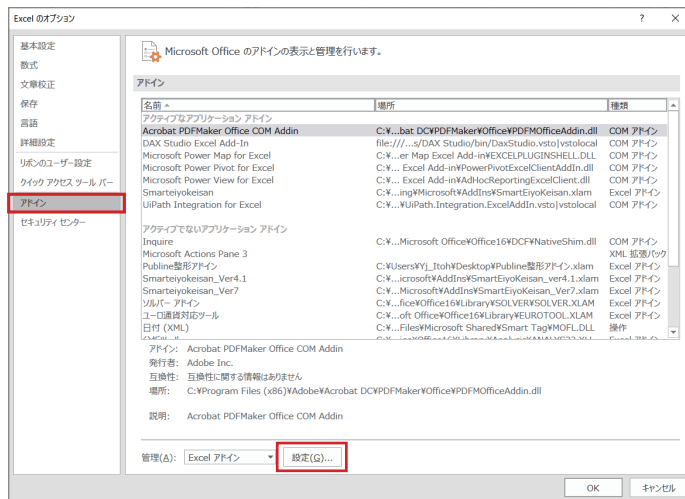 Excel のオプション ? ×
基本設定
数式
文章校正
保存
言語
詳細設定
リボンのユーザー設定
クイック アクセス ツール バー
アドイン
セキュリティ センター
Microsoft Office のアドインの表示と管理を行います。
アドイン
名前 場所 種類
アクティブなアプリケーション アドイン
Acrobat PDFMaker Office COM Addin C:¥...bat DC¥PDFMaker¥Office¥PDFMOfficeAddin.dll COM アドイン
DAX Studio Excel Add-In file:///...s/DAX Studio/bin/DaxStudio.vsto|vstolocal COM アドイン
Microsoft Power Map for Excel C:¥...er Map Excel Add-in¥EXCELPLUGINSHELL.DLL COM アドイン
Microsoft Power Pivot for Excel C:¥... Excel Add-in¥PowerPivotExcelClientAddIn.dll COM アドイン
Microsoft Power View for Excel C:¥... Excel Add-in¥AdHocReportingExcelClient.dll COM アドイン
Smarteiyokeisan C:¥...ing¥Microsoft¥AddIns¥SmartEiyoKeisan.xlam Excel アドイン
UiPath Integration for Excel C:¥...¥UiPath.Integration.ExcelAddin.vsto|vstolocal COM アドイン
アクティブでないアプリケーション アドイン
Inquire C:¥...Microsoft Office¥Office16¥DCF¥NativeShim.dll COM アドイン
Microsoft Actions Pane 3 XML 拡張パック
Publine整形アドイン C:¥Users¥Yj_Itoh¥Desktop¥Publine整形アドイン.xlam Excel アドイン
Smarteiyokeisan_Ver4.1 C:¥...icrosoft¥AddIns¥SmartEiyoKeisan_ver4.1.xlam Excel アドイン
Smarteiyokeisan_Ver7 C:¥...Microsoft¥AddIns¥SmartEiyoKeisan_Ver7.xlam Excel アドイン
ソルバー アドイン C:¥...fice¥Office16¥Library¥SOLVER¥SOLVER.XLAM Excel アドイン
ユーロ通貨対応ツール C:¥...oft Office¥Office16¥Library¥EUROTOOL.XLAM Excel アドイン
日付 (XML) C:¥...Files¥Microsoft Shared¥Smart Tag¥MOFL.DLL 操作
アドイン: Acrobat PDFMaker Office COM Addin
発行者: Adobe Inc.
互換性: 互換性に関する情報はありません
場所: C:¥Program Files (x86)¥Adobe¥Acrobat DC¥PDFMaker¥Office¥PDFMOfficeAddin.dll
説明: Acrobat PDFMaker Office COM Addin
管理(A): Excel アドイン 設定(G)...
OK キャンセル